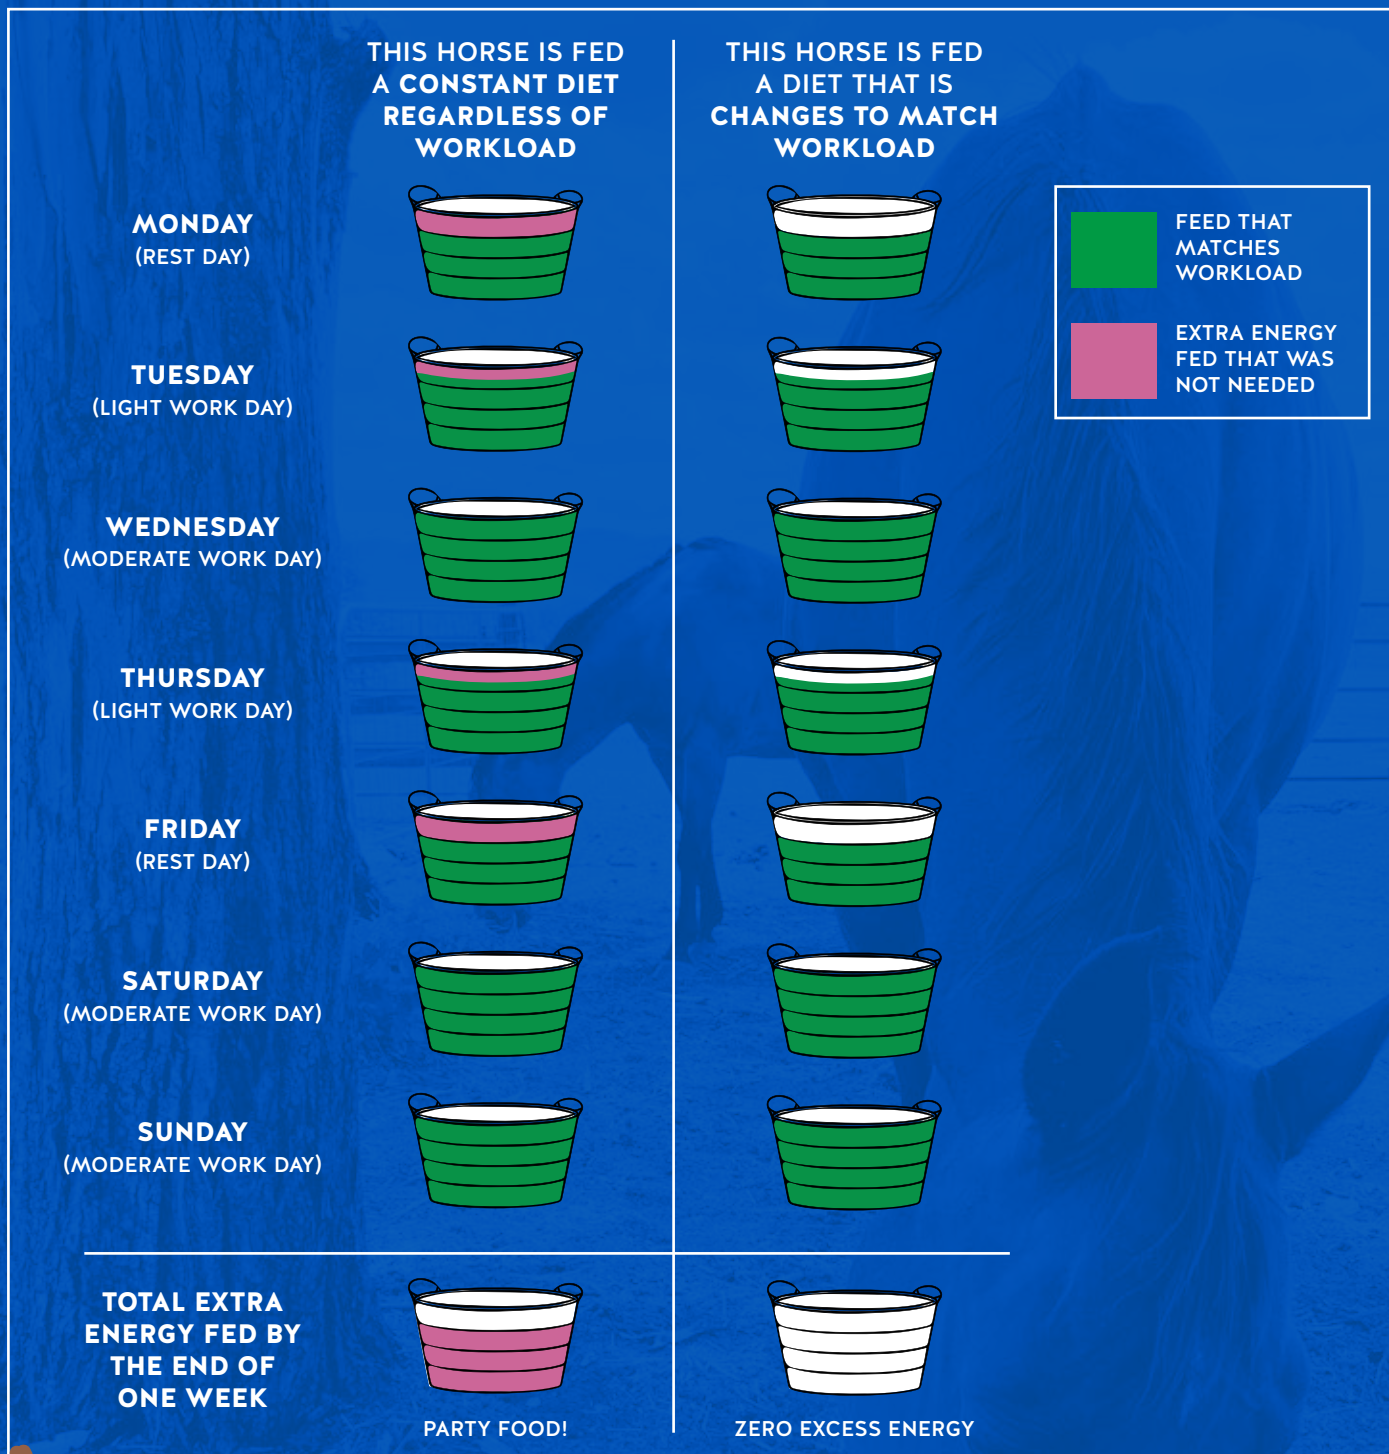 THIS HORSE IS FED
A CONSTANT DIET
REGARDLESS OF
WORKLOAD
THIS HORSE IS FED
A DIET THAT IS
CHANGES TO MATCH
WORKLOAD
MONDAY
(REST DAY)
FEED THAT
MATCHES
WORKLOAD
EXTRA ENERGY
FED THAT WAS
NOT NEEDED
TUESDAY
(LIGHT WORK DAY)
WEDNESDAY
(MODERATE WORK DAY)
THURSDAY
(LIGHT WORK DAY)
FRIDAY
(REST DAY)
SATURDAY
(MODERATE WORK DAY)
SUNDAY
(MODERATE WORK DAY)
TOTAL EXTRA
ENERGY FED BY
THE END OF
ONE WEEK
PARTY FOOD!
ZERO EXCESS ENERGY